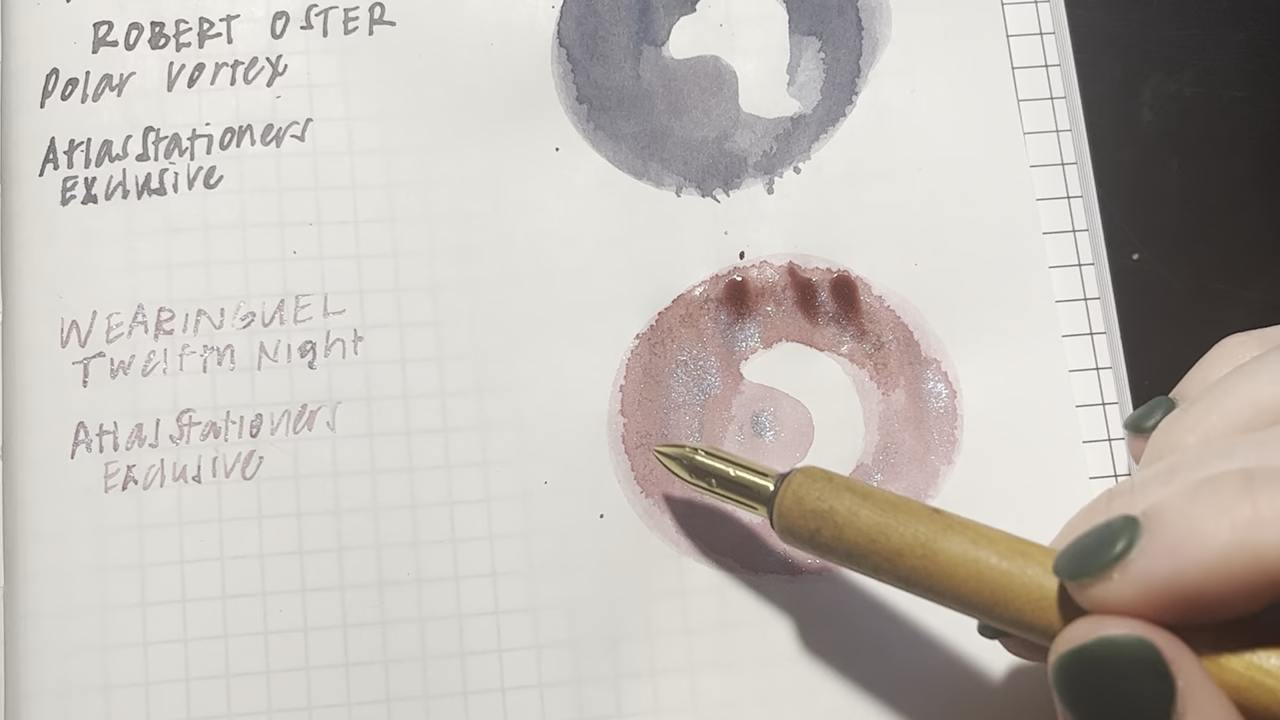 ROBERT OSTER
Polar Vortex
Atlas Stationers
Exclusive
WEARINGUEL
Twelfth Night
Atlas Stationers
Exclusive